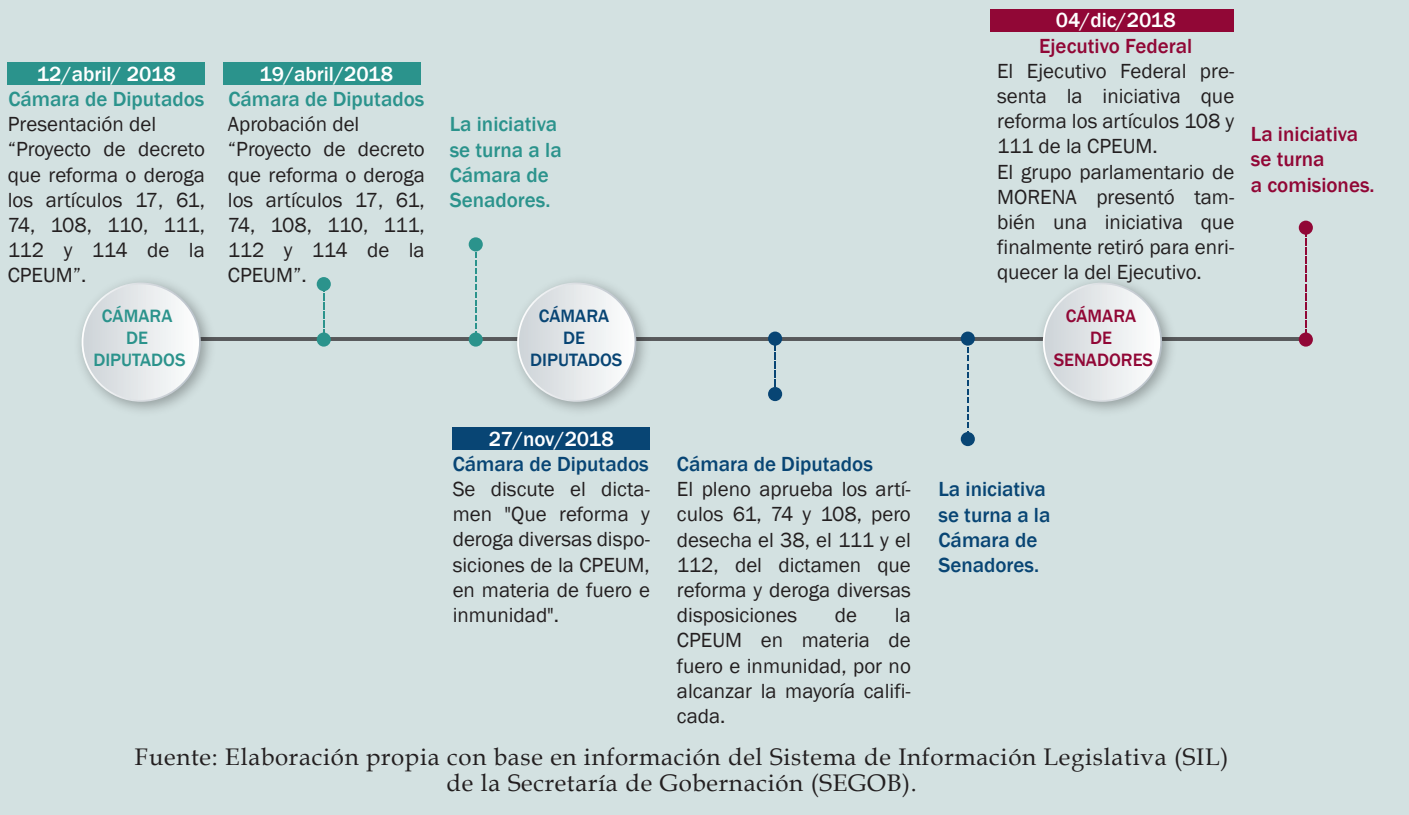 12/abril/ 2018
Cámara de Diputados
Presentación del
“Proyecto de decreto
que reforma o deroga
los artículos 17, 61,
74, 108, 110, 111,
112 y 114 de la
CPEUM”.
19/abril/2018
Cámara de Diputados
Aprobación del
“Proyecto de decreto
que reforma o deroga
los artículos 17, 61,
74, 108, 110, 111,
112 y 114 de la
CPEUM”.
La iniciativa
se turna a la
Cámara de
Senadores.
04/dic/2018
Ejecutivo Federal
El Ejecutivo Federal pre-
senta la iniciativa que
reforma los artículos 108 y
111 de la CPEUM.
El grupo parlamentario de
MORENA presentó tam-
bién una iniciativa que
finalmente retiró para enri-
quecer la del Ejecutivo.
La iniciativa
se turna
a comisiones.
CÁMARA
DE
DIPUTADOS
CÁMARA
DE
DIPUTADOS
CÁMARA
DE
SENADORES
27/nov/2018
Cámara de Diputados
Se discute el dicta-
men "Que reforma y
deroga diversas dispo-
siciones de la CPEUM,
en materia de fuero e
inmunidad".
Cámara de Diputados
El pleno aprueba los artí-
culos 61, 74 y 108, pero
desecha el 38, el 111 y el
112, del dictamen que
reforma y deroga diversas
disposiciones de la
CPEUM en materia de
fuero e inmunidad, por no
alcanzar la mayoría califi-
cada.
La iniciativa
se turna a la
Cámara de
Senadores.
Fuente: Elaboración propia con base en información del Sistema de Información Legislativa (SIL)
de la Secretaría de Gobernación (SEGOB).